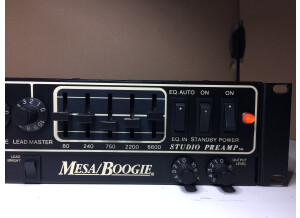 EQ. AUTO ON ON
EQ. IN STANDBY POWER
E LEAD MASTER
80 240 750 2200 6600
STUDIO PREAMP TM
LEAD BRIGHT
MESA/BOOGIE®
OUTPUT LEVEL